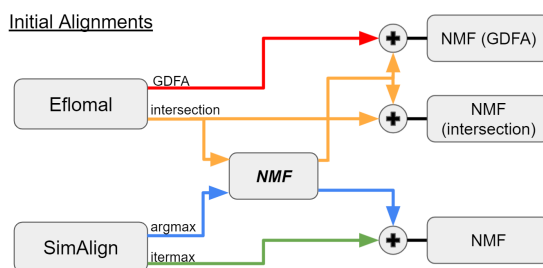 Initial Alignments
NMF (GDFA)
GDFA
Eflomal
intersection
NMF
(intersection)
NMF
argmax
SimAlign
NMF
itermax